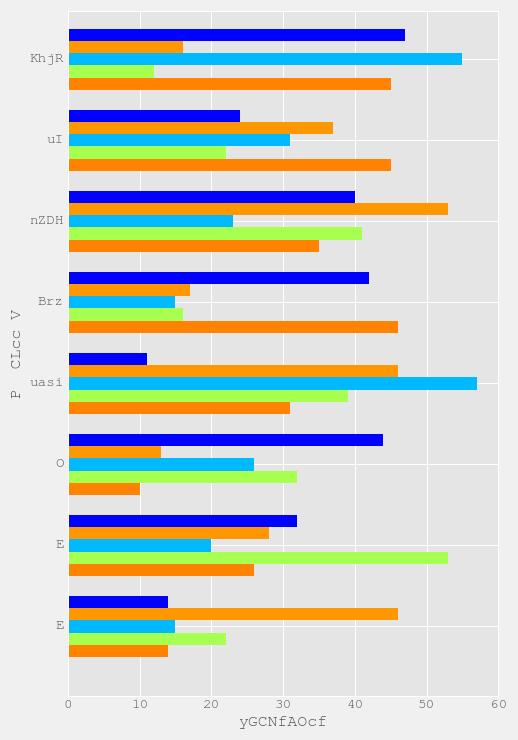 KhjR
uI
nZDH
Brz
uasi
O
E
E
P CLcc V
0 10 20 30 40 50 60
yGCNfAOcf